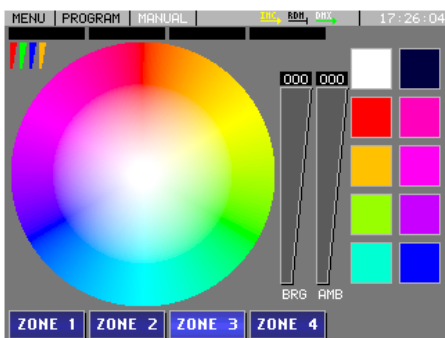 MENU PROGRAM MANUAL EMC RDM DMX 17:26:04
000 000
BRG AMB
ZONE 1 ZONE 2 ZONE 3 ZONE 4